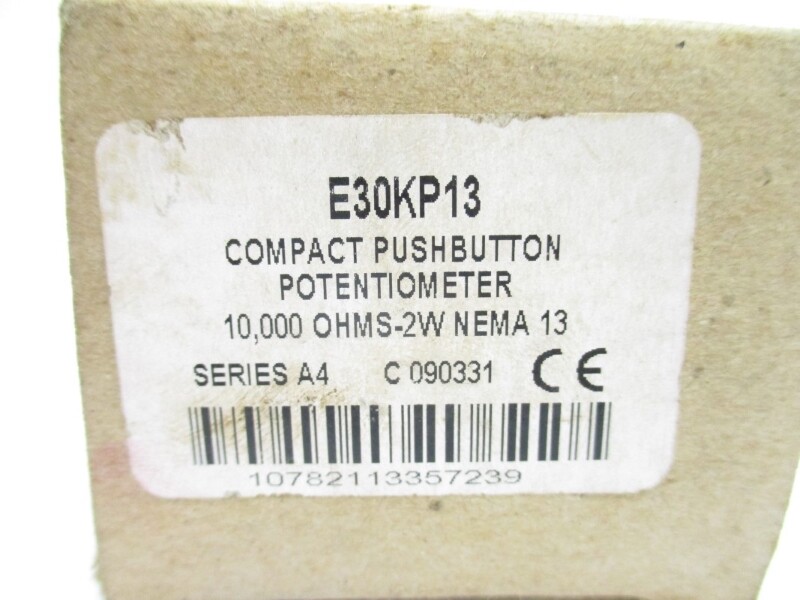 E30KP13
COMPACT PUSHBUTTON
POTENTIOMETER
10,000 OHMS-2W NEMA 13
SERIES A4 C 090331 CE
10782113357239